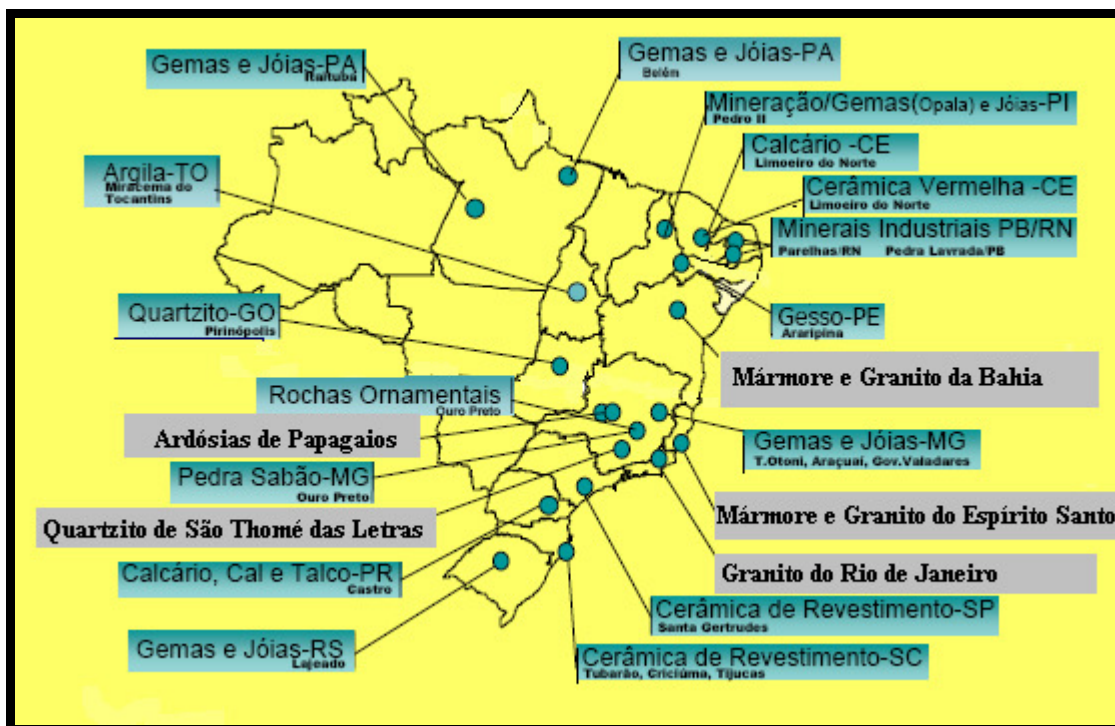 Gemas e Jóias-PA
Itaituba
Gemas e Jóias-PA
Belém
Mineração/Gemas(Opala) e Jóias-PI
Pedro II
Calcário -CE
Limoeiro do Norte
Argila-TO
Miracema do
Tocantins
Cerâmica Vermelha -CE
Limoeiro do Norte
Minerais Industriais PB/RN
Parelhas/RN Pedra Lavrada/PB
Quartzito-GO
Pirinópolis
Gesso-PE
Araripina
Mármore e Granito da Bahia
Rochas Ornamentais
Ouro Preto
Ardósias de Papagaios
Gemas e Jóias-MG
T.Otoni, Araçuaí, Gov.Valadares
Pedra Sabão-MG
Ouro Preto
Quartzito de São Thomé das Letras
Mármore e Granito do Espírito Santo
Calcário, Cal e Talco-PR
Castro
Granito do Rio de Janeiro
Cerâmica de Revestimento-SP
Santa Gertrudes
Gemas e Jóias-RS
Lajeado
Cerâmica de Revestimento-SC
Tubarão, Criciúma, Tijucas